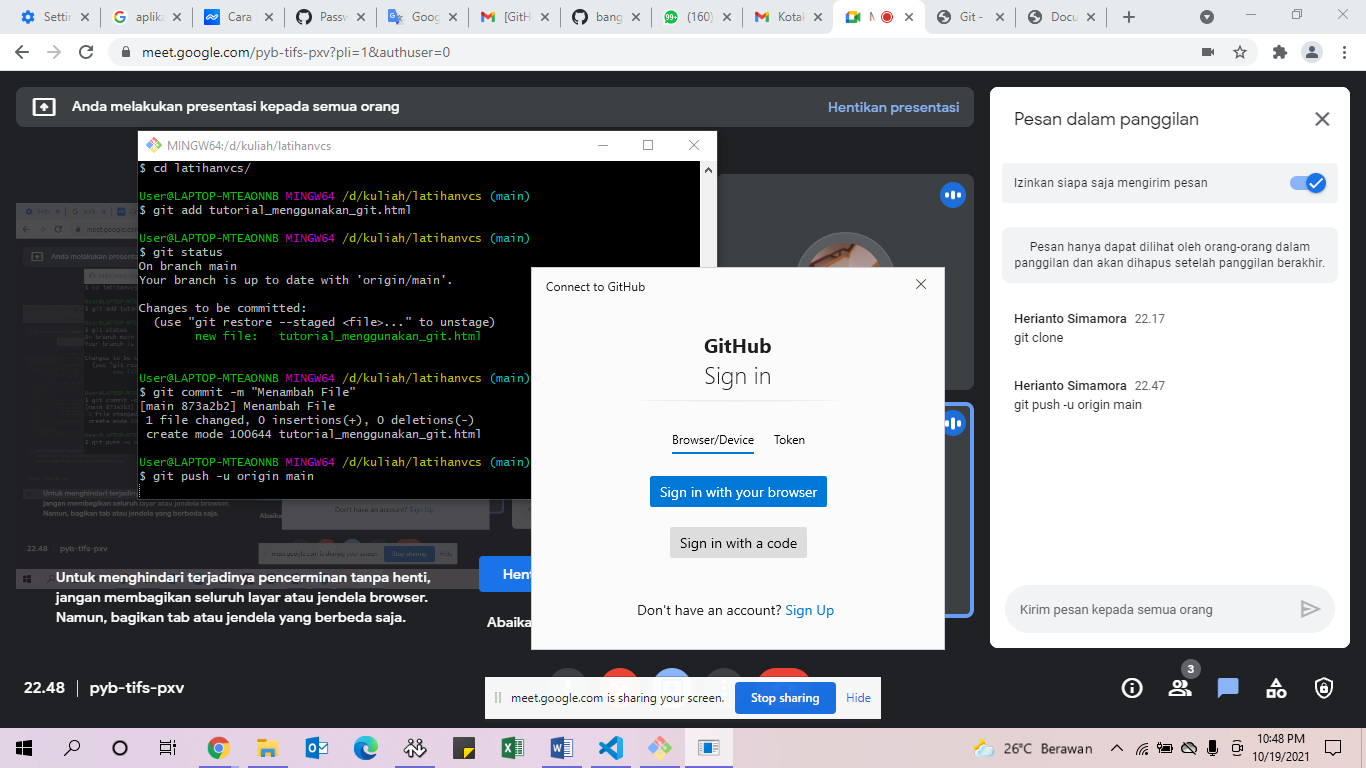 Settin
aplika
Cara
Passw
Goog
[GitH
bang
(160)
Kotak
M
Git -
Docu
meet.google.com/pyb-tifs-pxv?pli=1&authuser=0
Anda melakukan presentasi kepada semua orang
Hentikan presentasi
MINGW64:/d/kuliah/latihanvcs
$ cd latihanvcs/
User@LAPTOP-MTEAONNB MINGW64 /d/kuliah/latihanvcs (main)
$ git add tutorial_menggunakan_git.html
User@LAPTOP-MTEAONNB MINGW64 /d/kuliah/latihanvcs (main)
$ git status
On branch main
Your branch is up to date with 'origin/main'.
Changes to be committed:
(use "git restore --staged <file>..." to unstage)
new file:   tutorial_menggunakan_git.html
User@LAPTOP-MTEAONNB MINGW64 /d/kuliah/latihanvcs (main)
$ git commit -m "Menambah File"
[main 873a2b2] Menambah File
1 file changed, 0 insertions(+), 0 deletions(-)
create mode 100644 tutorial_menggunakan_git.html
User@LAPTOP-MTEAONNB MINGW64 /d/kuliah/latihanvcs (main)
$ git push -u origin main
Connect to GitHub
GitHub
Sign in
Browser/Device
Token
Sign in with your browser
Sign in with a code
Don't have an account? Sign Up
Pesan dalam panggilan
Izinkan siapa saja mengirim pesan
Pesan hanya dapat dilihat oleh orang-orang dalam
panggilan dan akan dihapus setelah panggilan berakhir.
Herianto Simamora 22.17
git clone
Herianto Simamora 22.47
git push -u origin main
Kirim pesan kepada semua orang
Untuk menghindari terjadinya pencerminan tanpa henti,
jangan membagikan seluruh layar atau jendela browser.
Namun, bagikan tab atau jendela yang berbeda saja.
Hent
Abaika
22.48 | pyb-tifs-pxv
3
meet.google.com is sharing your screen.
Stop sharing
Hide
26°C Berawan
10:48 PM
10/19/2021